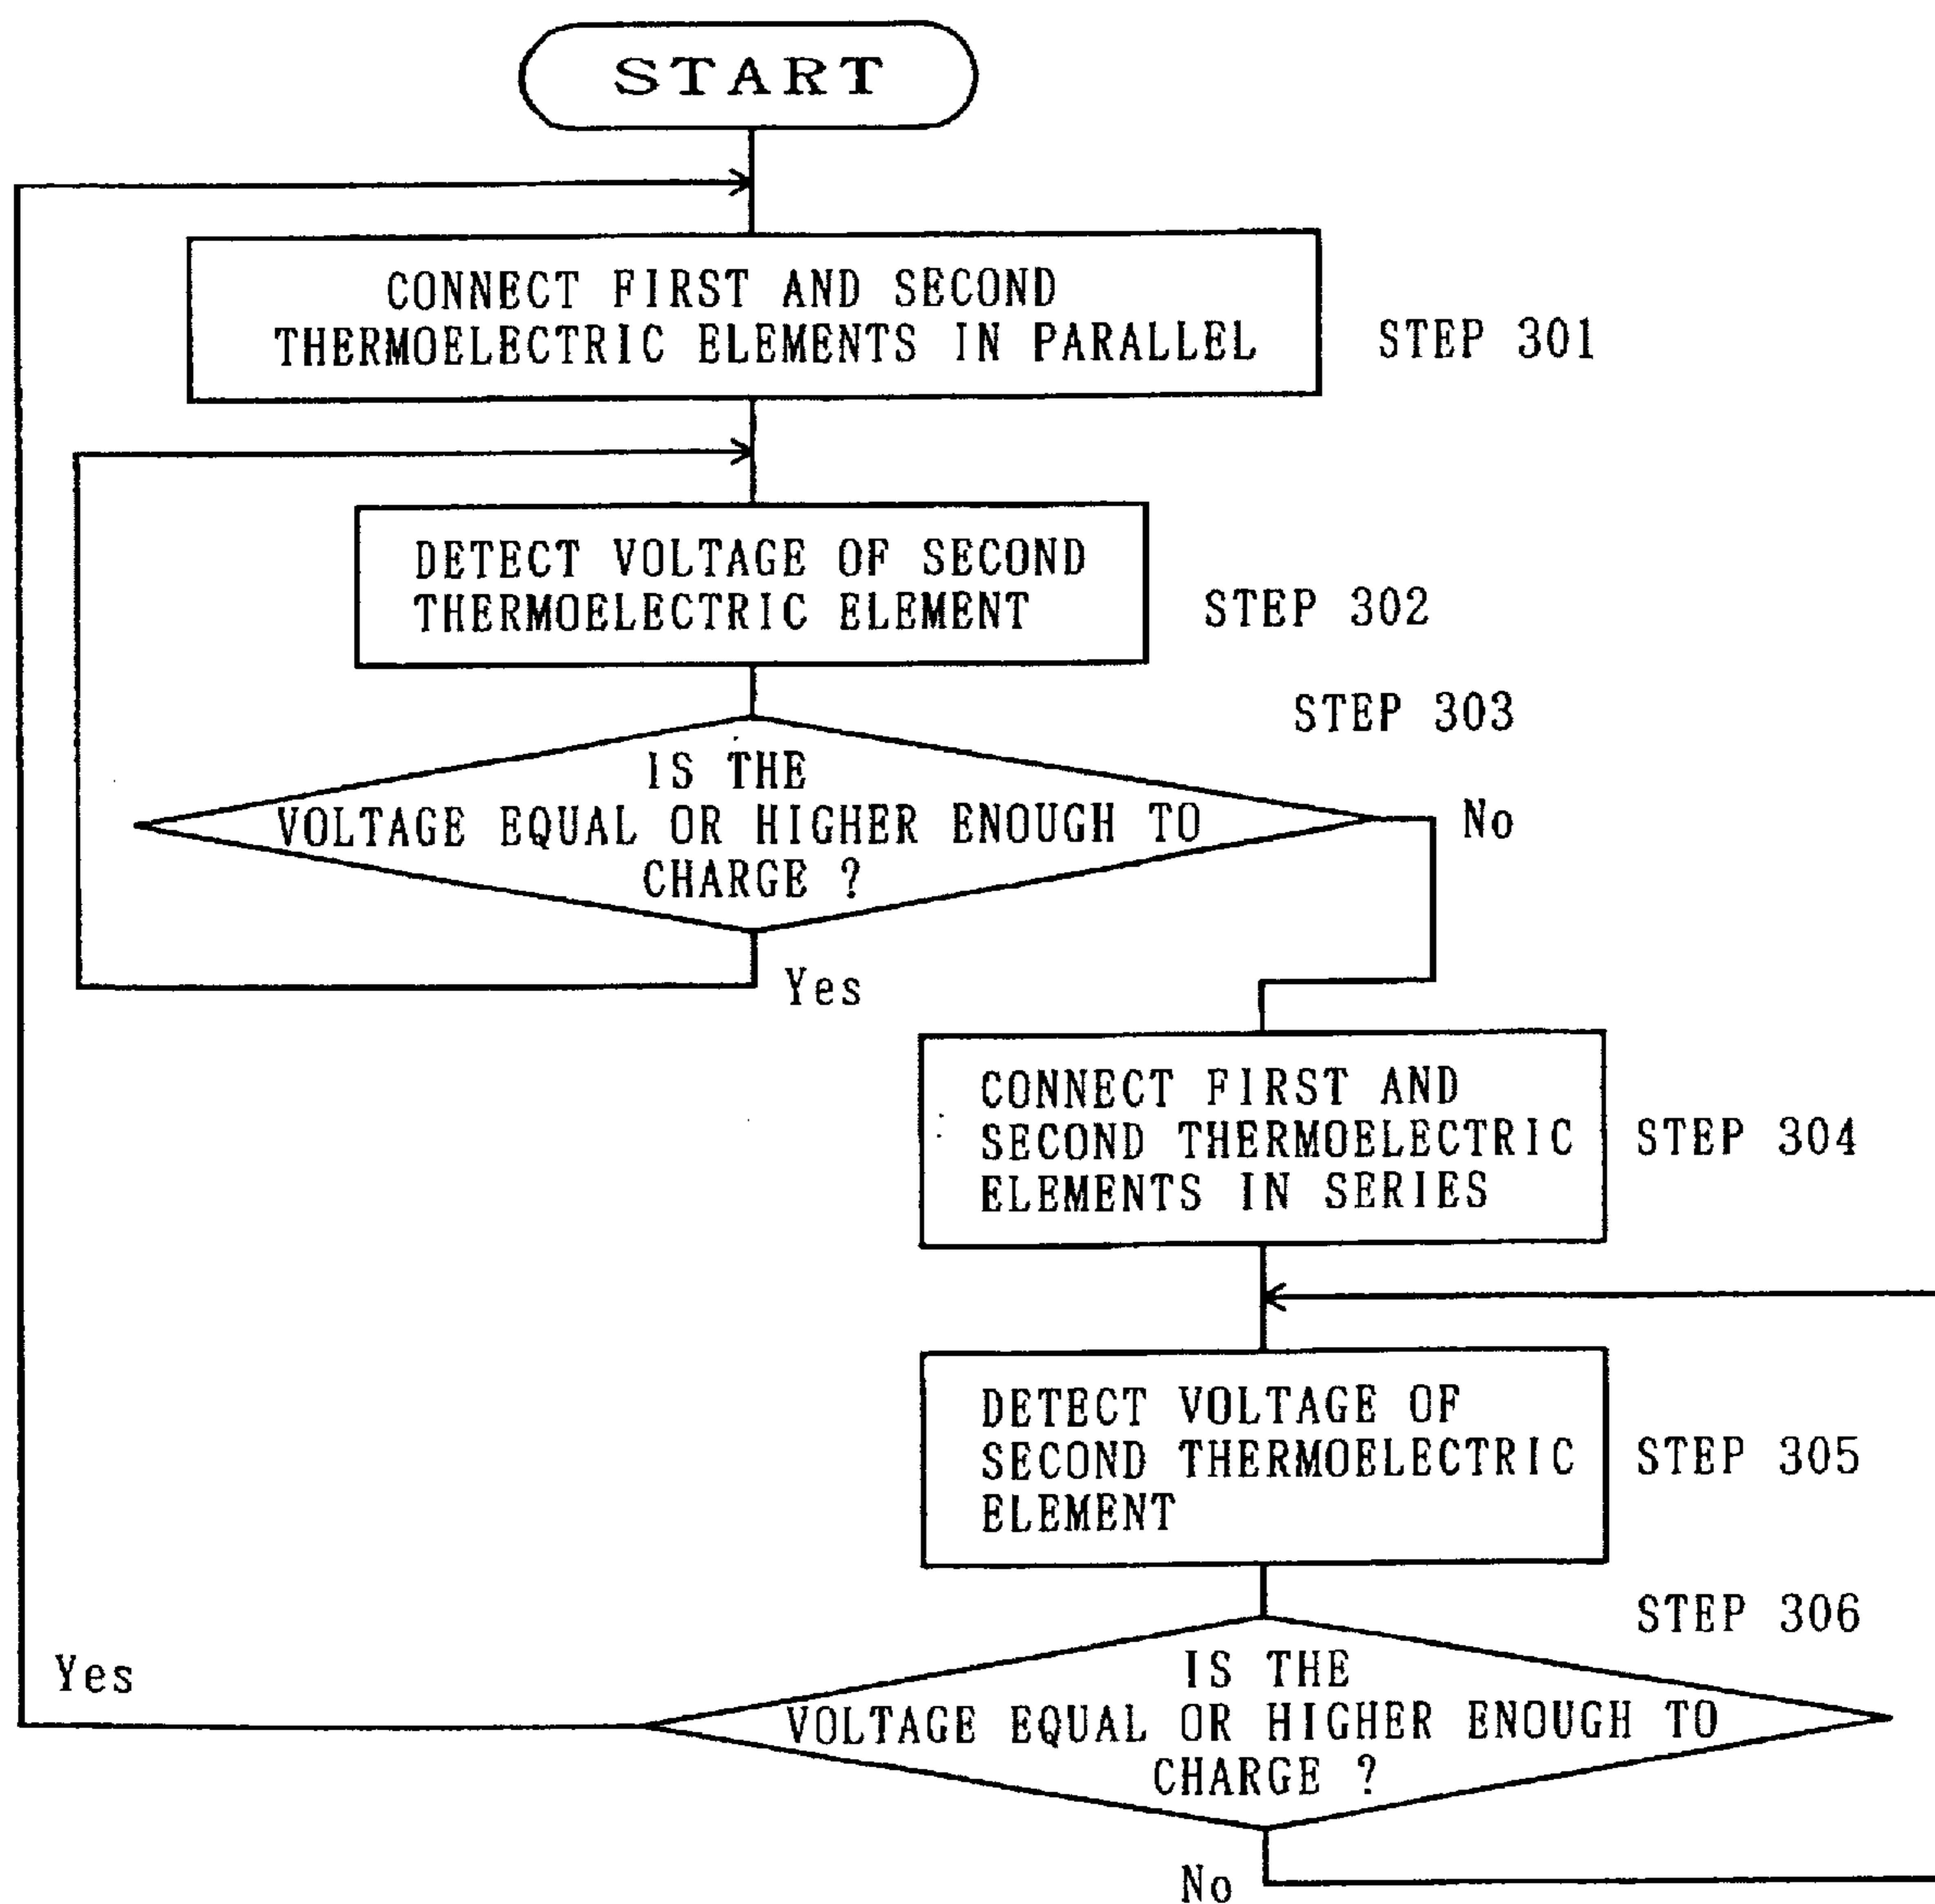 START
CONNECT FIRST AND SECOND
THERMOELECTRIC ELEMENTS IN PARALLEL
STEP 301
DETECT VOLTAGE OF SECOND
THERMOELECTRIC ELEMENT
STEP 302
STEP 303
IS THE
VOLTAGE EQUAL OR HIGHER ENOUGH TO
CHARGE ?
No
Yes
CONNECT FIRST AND
SECOND THERMOELECTRIC
ELEMENTS IN SERIES
STEP 304
DETECT VOLTAGE OF
SECOND THERMOELECTRIC
ELEMENT
STEP 305
STEP 306
IS THE
VOLTAGE EQUAL OR HIGHER ENOUGH TO
CHARGE ?
Yes
No